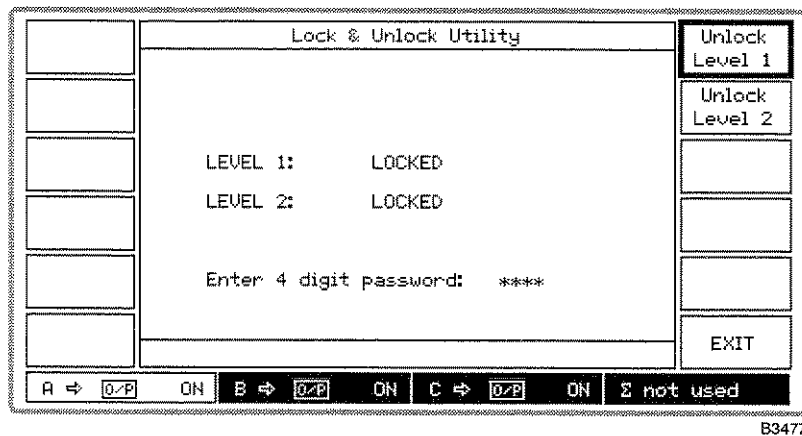 Lock & Unlock Utility
Unlock
Level 1
Unlock
Level 2
LEVEL 1: LOCKED
LEVEL 2: LOCKED
Enter 4 digit password: ****
EXIT
A ⇨ O/P ON B ⇨ O/P ON C ⇨ O/P ON Σ not used
B3472